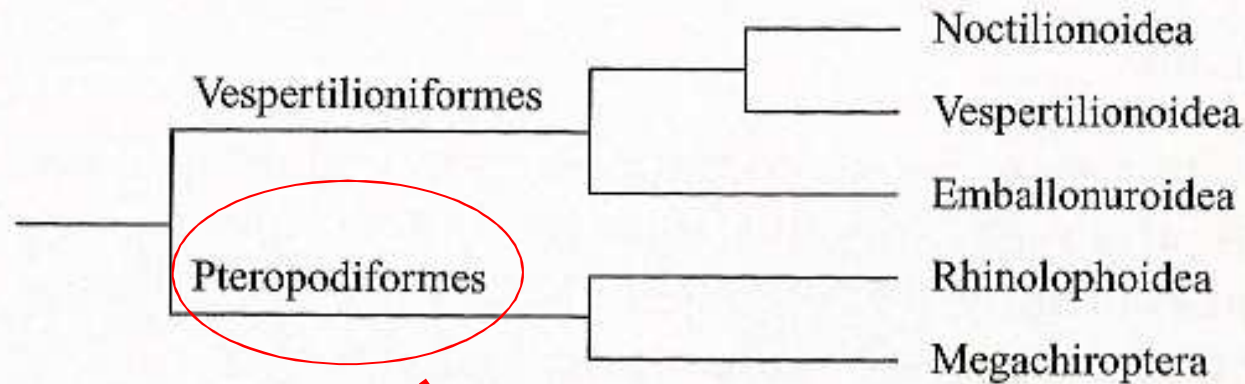 Noctilionoidea
Vespertilioniformes
Vespertilionoidea
Emballonuroidea
Pteropodiformes
Rhinolophoidea
Megachiroptera